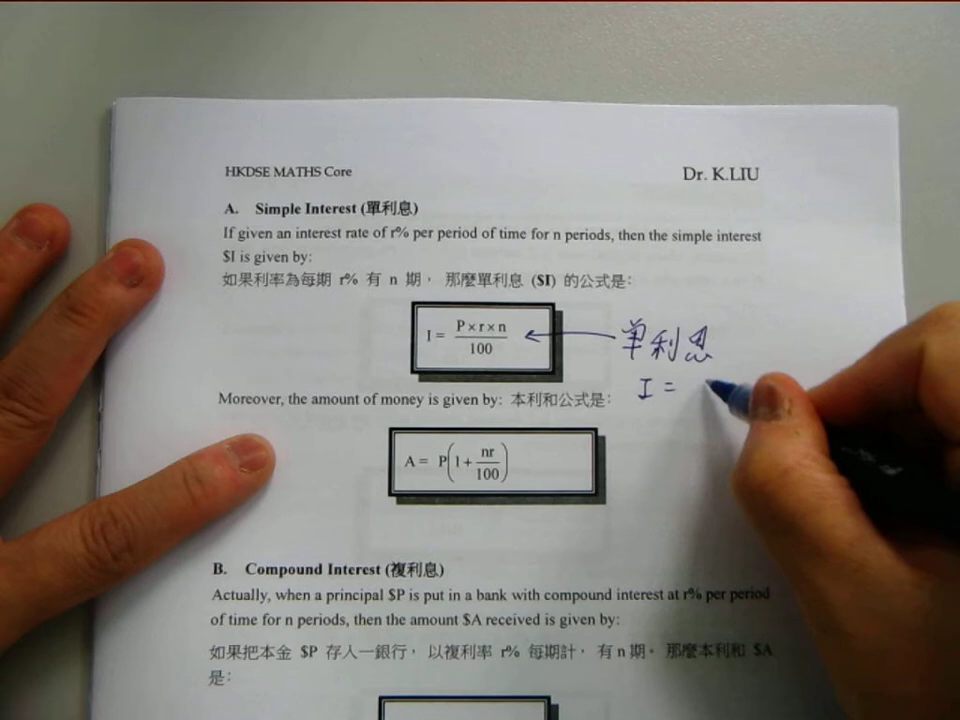 HKDSE MATHS Core
Dr. K.LIU
A. Simple Interest (單利息)
If given an interest rate of r% per period of time for n periods, then the simple interest
$I is given by:
如果利率為每期 r% 有 n 期, 那麼單利息 ($I) 的公式是:
I = P×r×n / 100
单利息
I =
Moreover, the amount of money is given by: 本利和公式是:
A = P(1 + nr/100)
B. Compound Interest (複利息)
Actually, when a principal $P is put in a bank with compound interest at r% per period
of time for n periods, then the amount $A received is given by:
如果把本金 $P 存入一銀行, 以複利率 r% 每期計, 有 n 期。那麼本利和 $A
是: